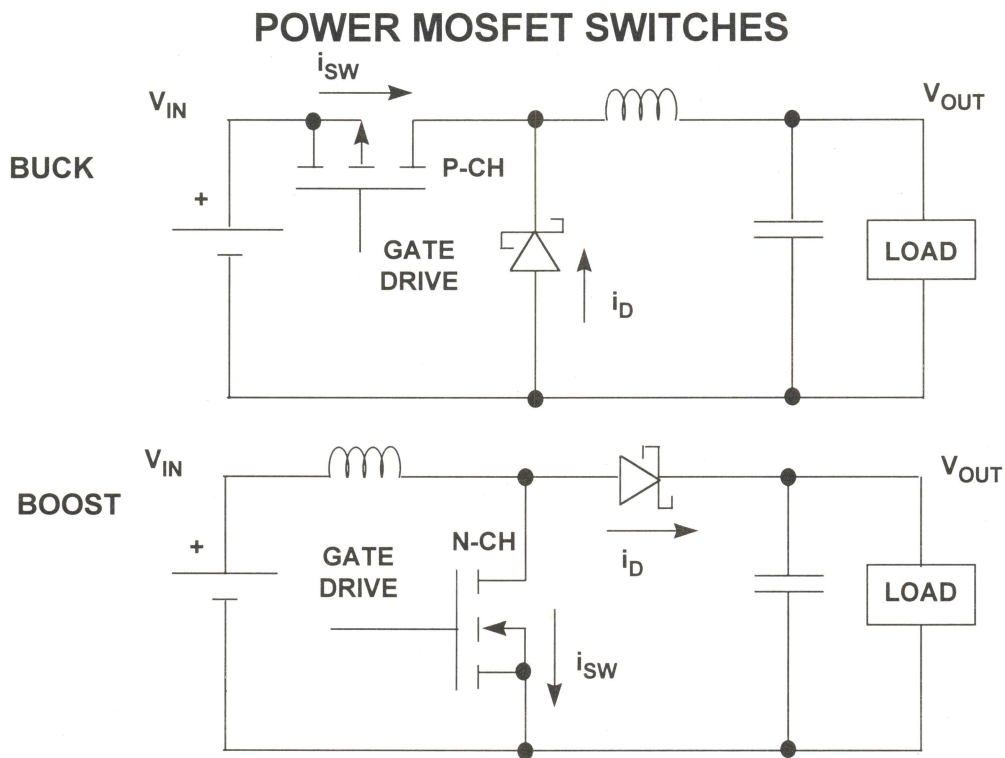 POWER MOSFET SWITCHES
iSW
VIN
VOUT
BUCK
P-CH
+
GATE
DRIVE
LOAD
iD
VIN
VOUT
BOOST
N-CH
+
GATE
DRIVE
iD
LOAD
iSW